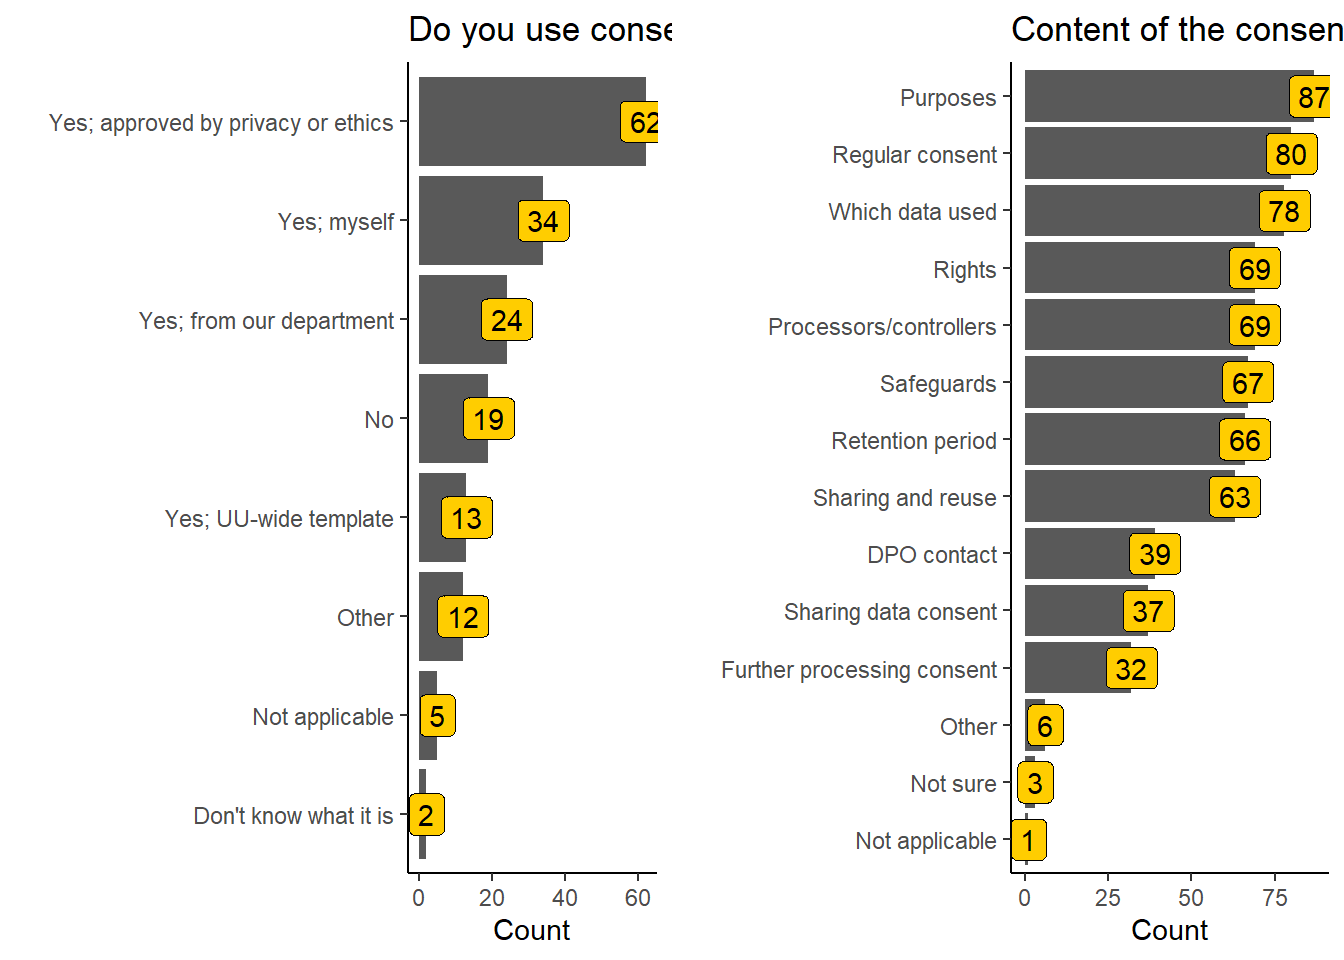 Do you use conse
Yes; approved by privacy or ethics
62
Yes; myself
34
Yes; from our department
24
No
19
Yes; UU-wide template
13
Other
12
Not applicable
5
Don't know what it is
2
0 20 40 60
Count
Content of the consen
Purposes
87
Regular consent
80
Which data used
78
Rights
69
Processors/controllers
69
Safeguards
67
Retention period
66
Sharing and reuse
63
DPO contact
39
Sharing data consent
37
Further processing consent
32
Other
6
Not sure
3
Not applicable
1
0 25 50 75
Count